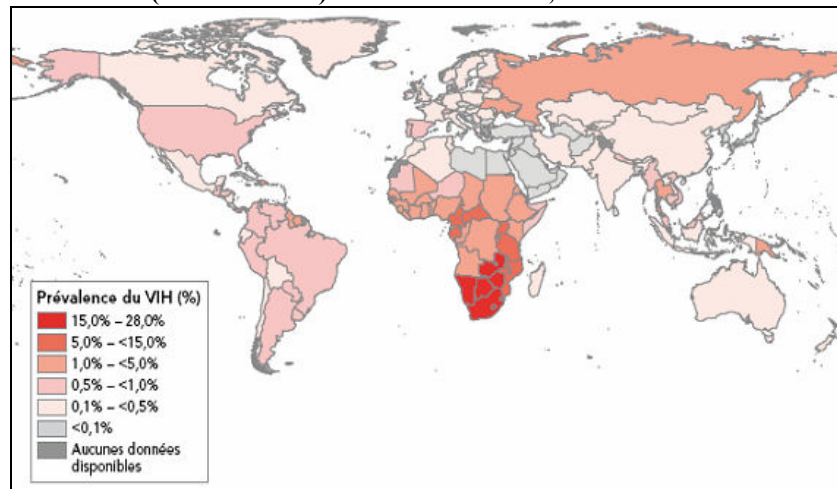 Prévalence du VIH (%)
15,0% – 28,0%
5,0% – <15,0%
1,0% – <5,0%
0,5% – <1,0%
0,1% – <0,5%
<0,1%
Aucunes données
disponibles